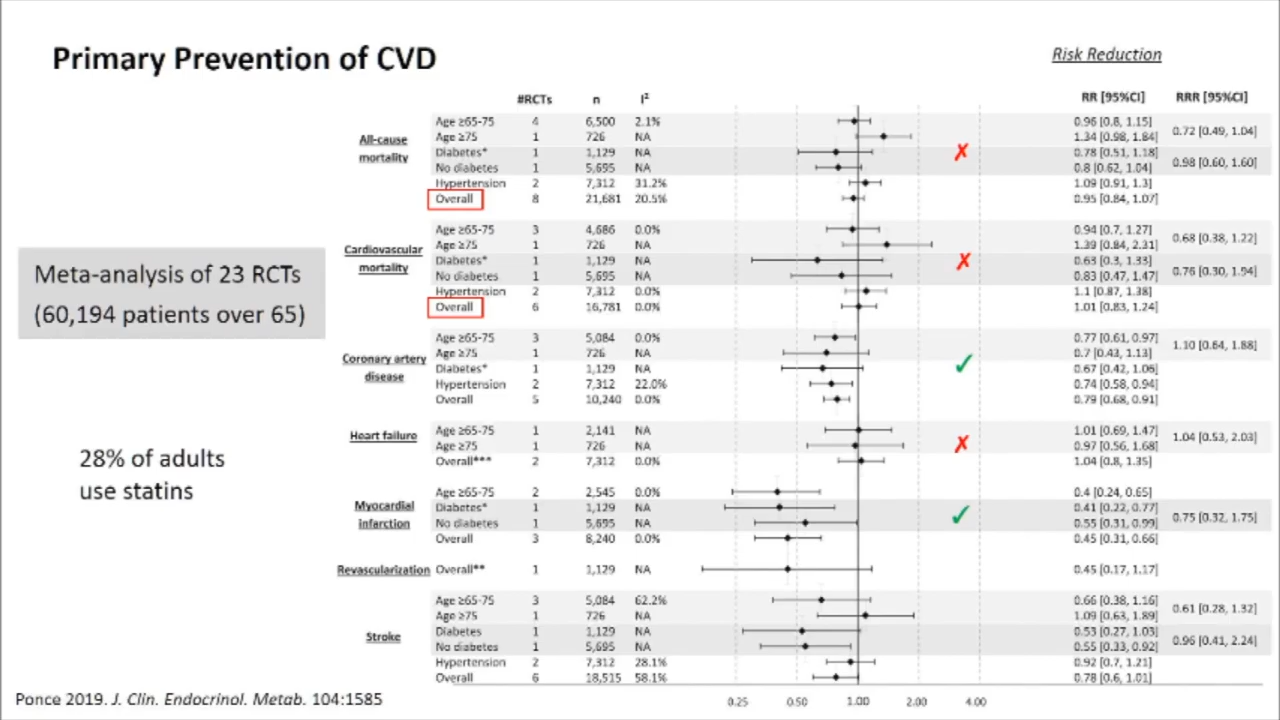 Primary Prevention of CVD
Risk Reduction
#RCTs n I² RR [95%CI] RRR [95%CI]
All-cause mortality
Age ≥65-75 4 6,500 2.1% 0.96 [0.8, 1.15]
Age ≥75 1 726 NA 1.34 [0.98, 1.84]
0.72 [0.49, 1.04]
Diabetes* 1 1,129 NA 0.78 [0.51, 1.18]
No diabetes 1 5,695 NA 0.8 [0.62, 1.04]
0.98 [0.60, 1.60]
Hypertension 2 7,312 31.2% 1.09 [0.91, 1.3]
Overall 8 21,681 20.5% 0.95 [0.84, 1.07]
✗
Cardiovascular mortality
Age ≥65-75 3 4,686 0.0% 0.94 [0.7, 1.27]
Age ≥75 1 726 NA 1.39 [0.84, 2.31]
0.68 [0.38, 1.22]
Diabetes* 1 1,129 NA 0.63 [0.3, 1.33]
No diabetes 1 5,695 NA 0.83 [0.47, 1.47]
0.76 [0.30, 1.94]
Hypertension 2 7,312 0.0% 1.1 [0.87, 1.38]
Overall 6 16,781 0.0% 1.01 [0.83, 1.24]
✗
Meta-analysis of 23 RCTs
(60,194 patients over 65)
Coronary artery disease
Age ≥65-75 3 5,084 0.0% 0.77 [0.61, 0.97]
Age ≥75 1 726 NA 0.7 [0.43, 1.13]
1.10 [0.64, 1.88]
Diabetes* 1 1,129 NA 0.67 [0.42, 1.06]
Hypertension 2 7,312 22.0% 0.74 [0.58, 0.94]
Overall 5 10,240 0.0% 0.79 [0.68, 0.91]
✓
Heart failure
Age ≥65-75 1 2,141 NA 1.01 [0.69, 1.47]
Age ≥75 1 726 NA 0.97 [0.56, 1.68]
1.04 [0.53, 2.03]
Overall*** 2 7,312 0.0% 1.04 [0.8, 1.35]
✗
28% of adults
use statins
Myocardial infarction
Age ≥65-75 2 2,545 0.0% 0.4 [0.24, 0.65]
Diabetes* 1 1,129 NA 0.41 [0.22, 0.77]
No diabetes 1 5,695 NA 0.55 [0.31, 0.99]
0.75 [0.32, 1.75]
Overall 3 8,240 0.0% 0.45 [0.31, 0.66]
✓
Revascularization Overall** 1 1,129 NA 0.45 [0.17, 1.17]
Stroke
Age ≥65-75 3 5,084 62.2% 0.66 [0.38, 1.16]
Age ≥75 1 726 NA 1.09 [0.63, 1.89]
0.61 [0.28, 1.32]
Diabetes 1 1,129 NA 0.53 [0.27, 1.03]
No diabetes 1 5,695 NA 0.55 [0.33, 0.92]
0.96 [0.41, 2.24]
Hypertension 2 7,312 28.1% 0.92 [0.7, 1.21]
Overall 6 18,515 58.1% 0.78 [0.6, 1.01]
0.25 0.50 1.00 2.00 4.00
Ponce 2019. J. Clin. Endocrinol. Metab. 104:1585